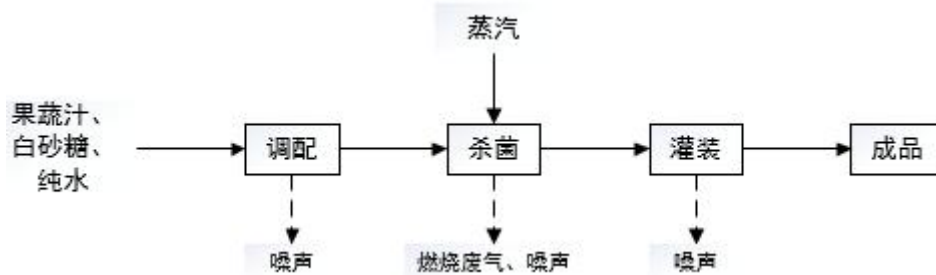 蒸汽
果蔬汁、
白砂糖、
纯水
调配
杀菌
灌装
成品
噪声
燃烧废气、噪声
噪声